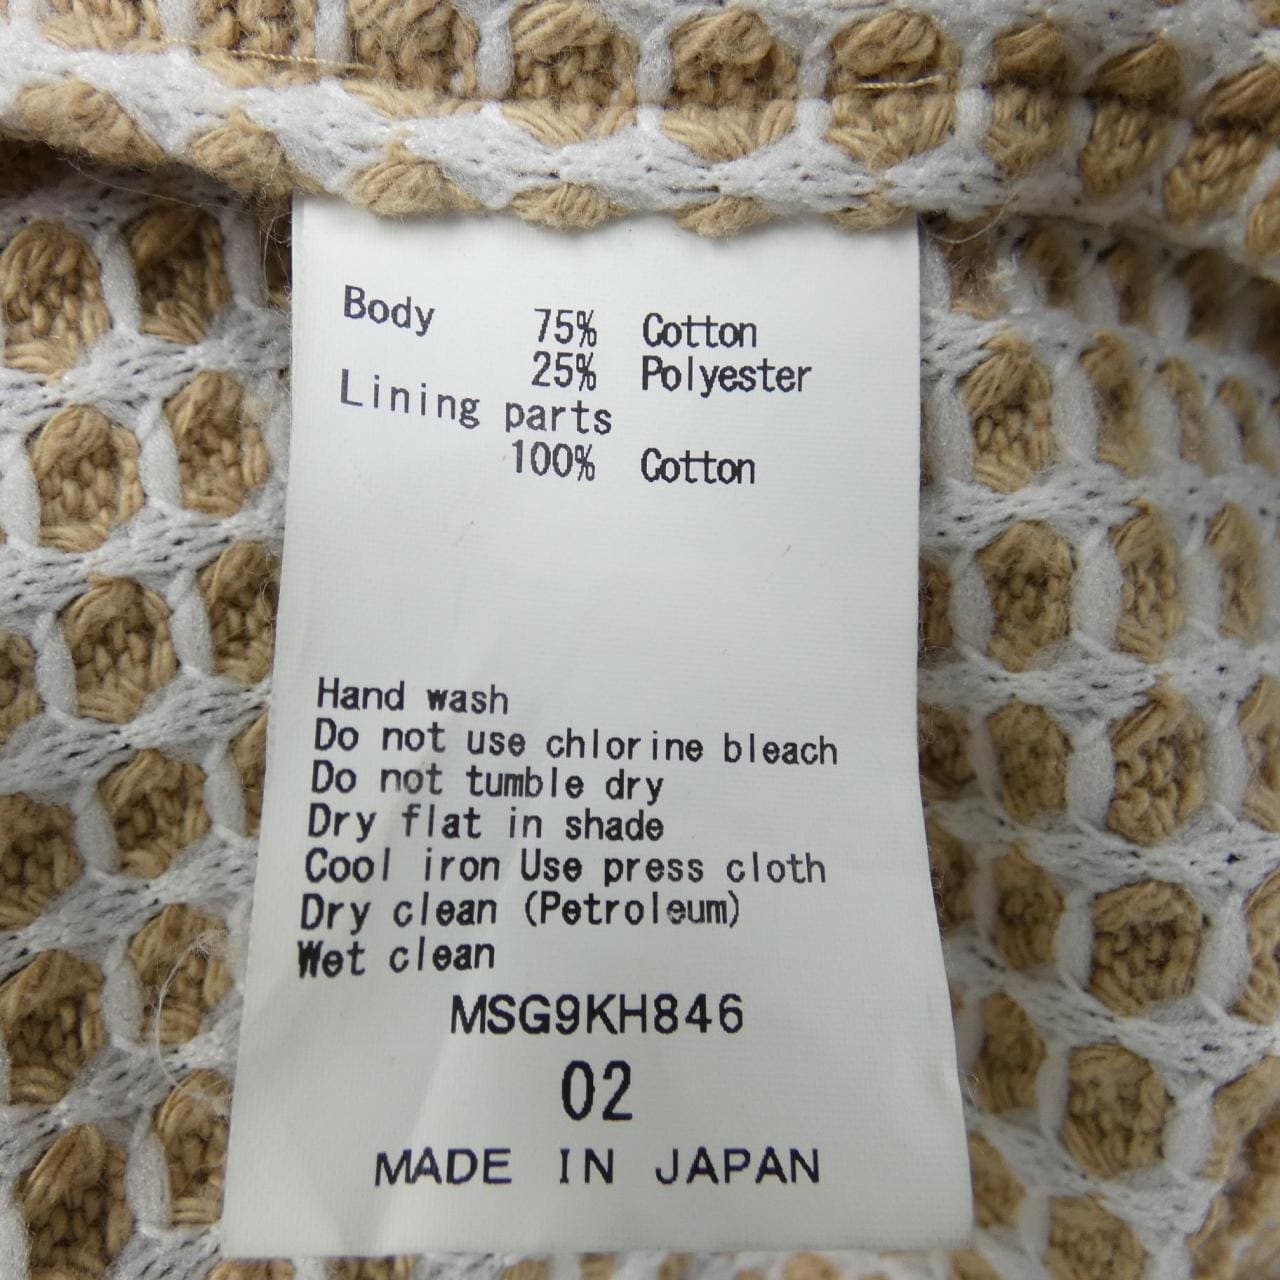 Body 75% Cotton
25% Polyester
Lining parts
100% Cotton
Hand wash
Do not use chlorine bleach
Do not tumble dry
Dry flat in shade
Cool iron Use press cloth
Dry clean (Petroleum)
Wet clean
MSG9KH846
02
MADE IN JAPAN